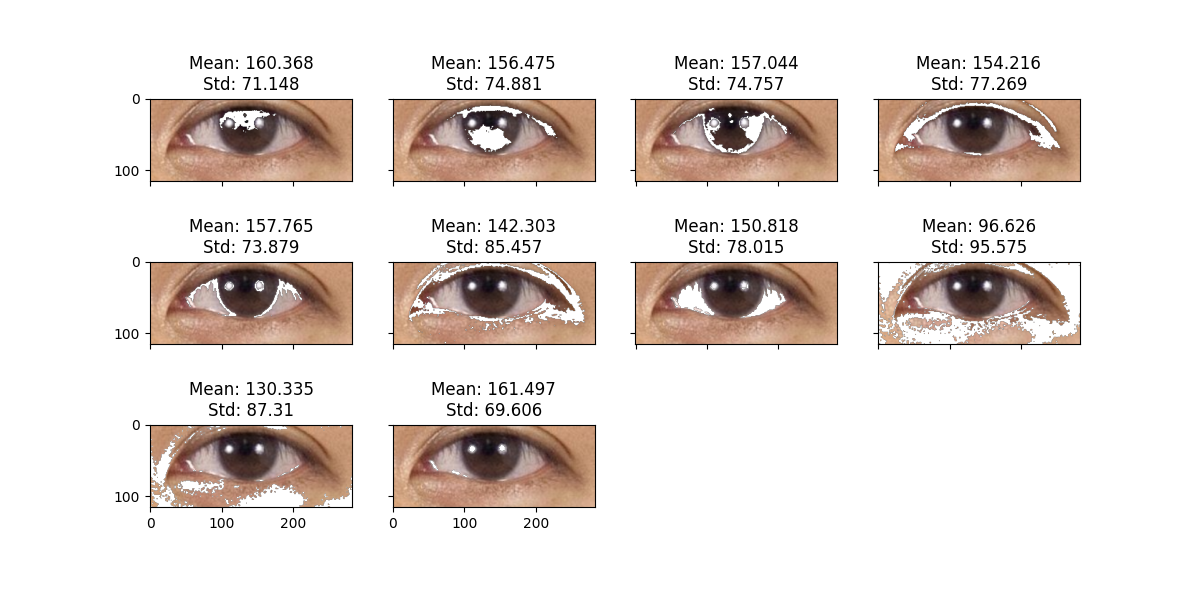 Mean: 160.368
Std: 71.148
Mean: 156.475
Std: 74.881
Mean: 157.044
Std: 74.757
Mean: 154.216
Std: 77.269
0
100
Mean: 157.765
Std: 73.879
Mean: 142.303
Std: 85.457
Mean: 150.818
Std: 78.015
Mean: 96.626
Std: 95.575
0
100
Mean: 130.335
Std: 87.31
Mean: 161.497
Std: 69.606
0
100
0 100 200
0 100 200